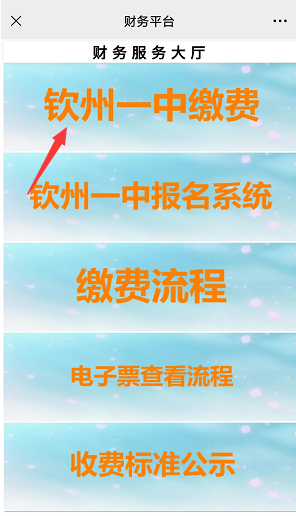 财务平台
财务服务大厅
钦州一中缴费
钦州一中报名系统
缴费流程
电子票查看流程
收费标准公示